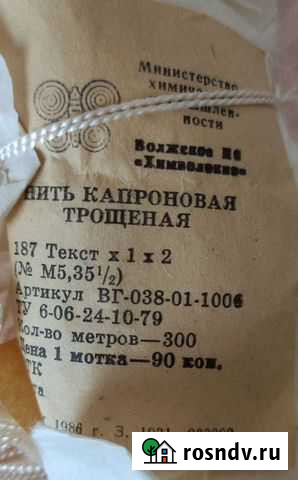 Министерство
химической
промышлен-
ности
Волжское ПО
«Химволокно»
НИТЬ КАПРОНОВАЯ
ТРОЩЕНАЯ
187 Текст х 1 х 2
(№ М5,35 1/2)
Артикул ВГ-038-01-1006
ТУ 6-06-24-10-79
Кол-во метров—300
Цена 1 мотка—90 коп.
1986 г. З.
rosndv.ru